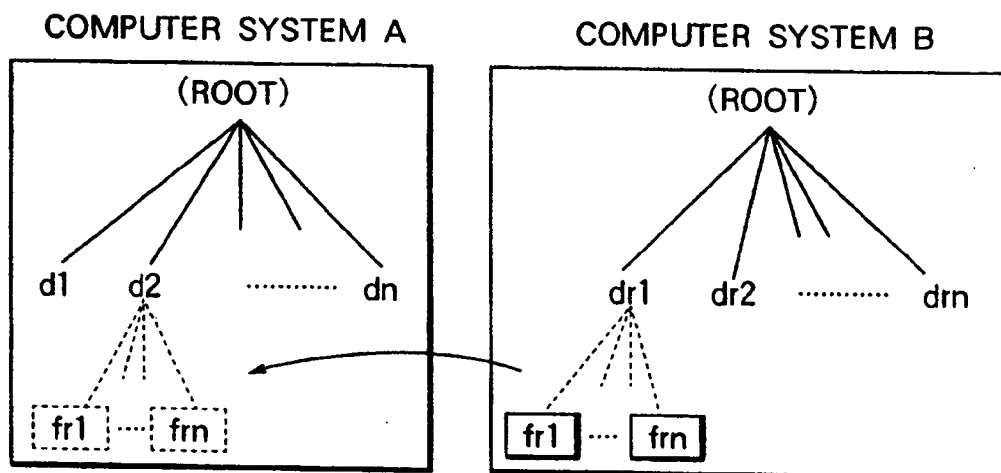 COMPUTER SYSTEM A
(ROOT)
d1 d2 ............ dn
fr1 ..... frn
COMPUTER SYSTEM B
(ROOT)
dr1 dr2 ............ drn
fr1 ..... frn